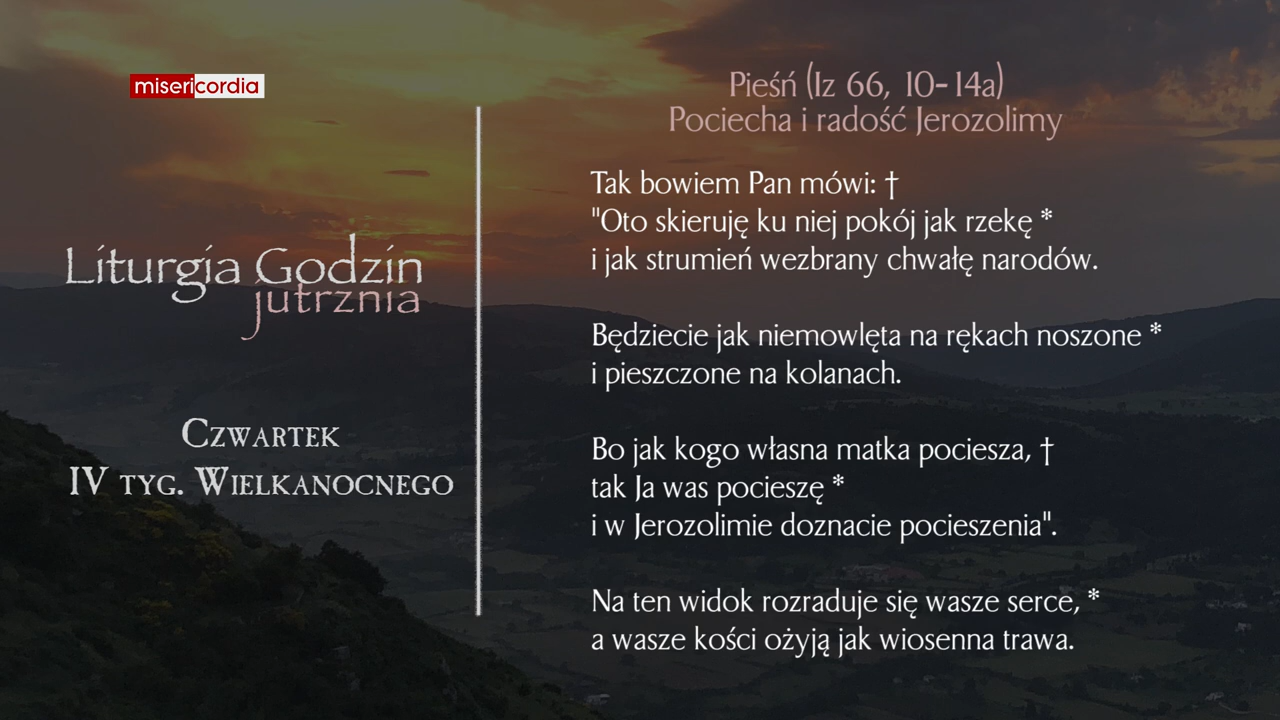 misericordia
Liturgia Godzin
jutrznia
Czwartek
IV tyg. Wielkanocnego
Pieśń (Iz 66, 10-14a)
Pociecha i radość Jerozolimy
Tak bowiem Pan mówi: †
"Oto skieruję ku niej pokój jak rzekę *
i jak strumień wezbrany chwałę narodów.
Będziecie jak niemowlęta na rękach noszone *
i pieszczone na kolanach.
Bo jak kogo własna matka pociesza, †
tak Ja was pocieszę *
i w Jerozolimie doznacie pocieszenia".
Na ten widok rozraduje się wasze serce, *
a wasze kości ożyją jak wiosenna trawa.